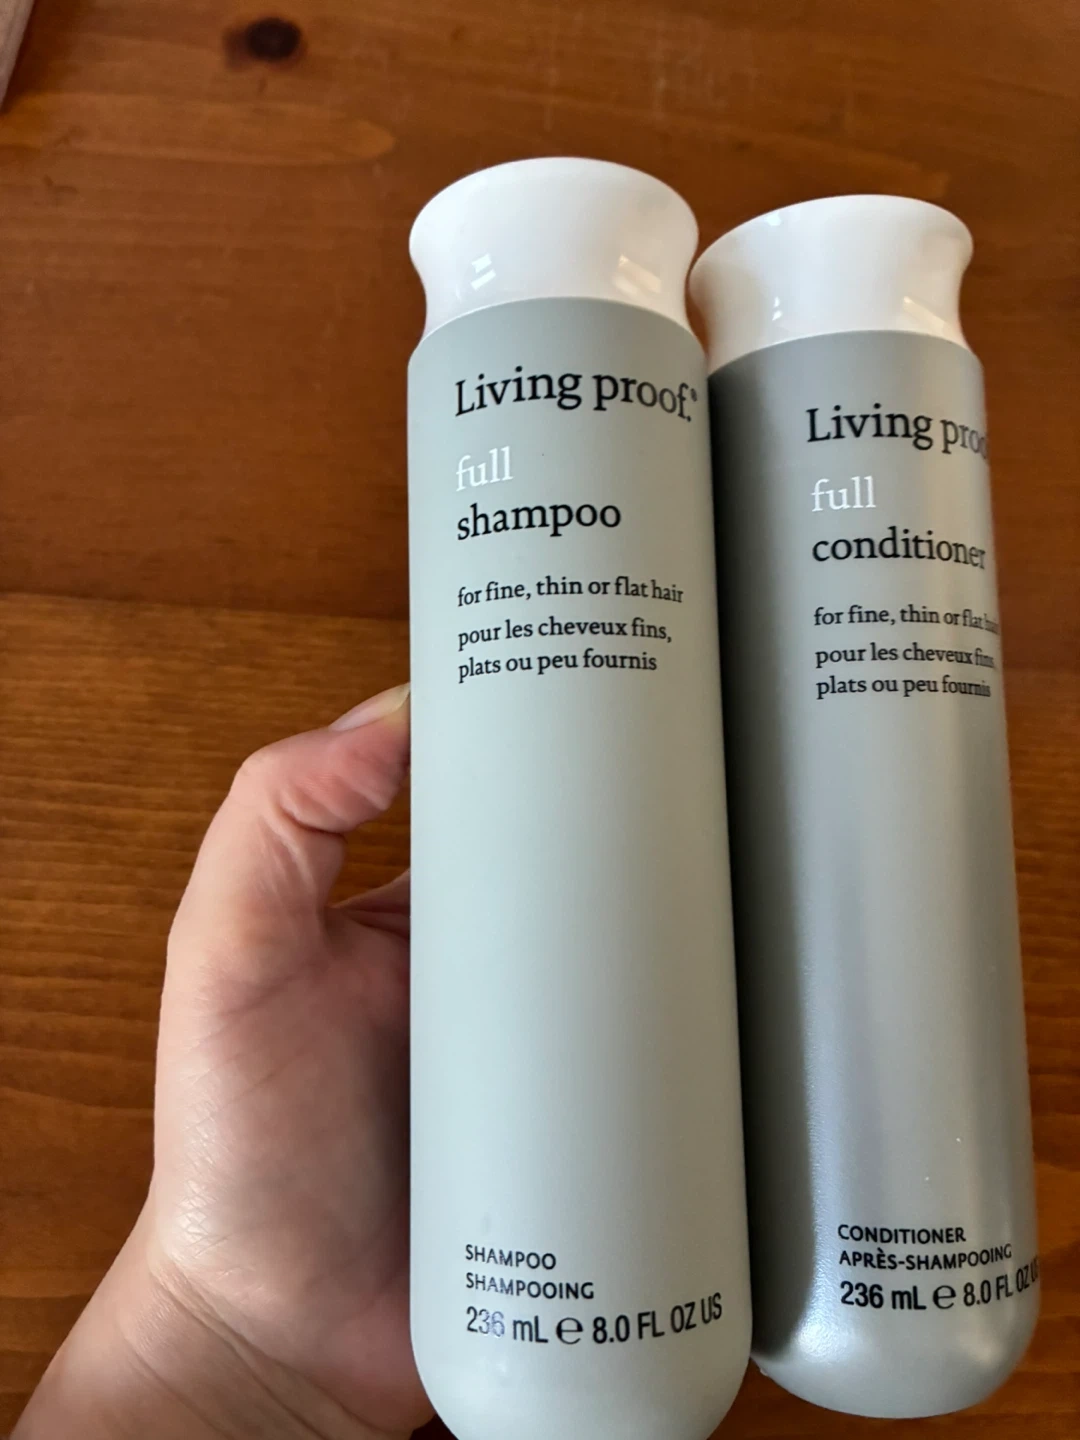 Living proof.®
full
shampoo
for fine, thin or flat hair
pour les cheveux fins,
plats ou peu fournis
SHAMPOO
SHAMPOOING
236 mL ℮ 8.0 FL OZ US
Living proo
full
conditioner
for fine, thin or flat hair
pour les cheveux fins,
plats ou peu fournis
CONDITIONER
APRÈS-SHAMPOOING
236 mL ℮ 8.0 FL OZ